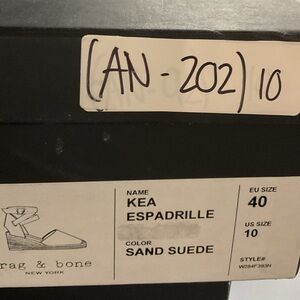 (AN-202) 10
NAME
KEA
ESPADRILLE
COLOR
SAND SUEDE
EU SIZE
40
US SIZE
10
STYLE#
W284F393N
rag & bone
NEW YORK